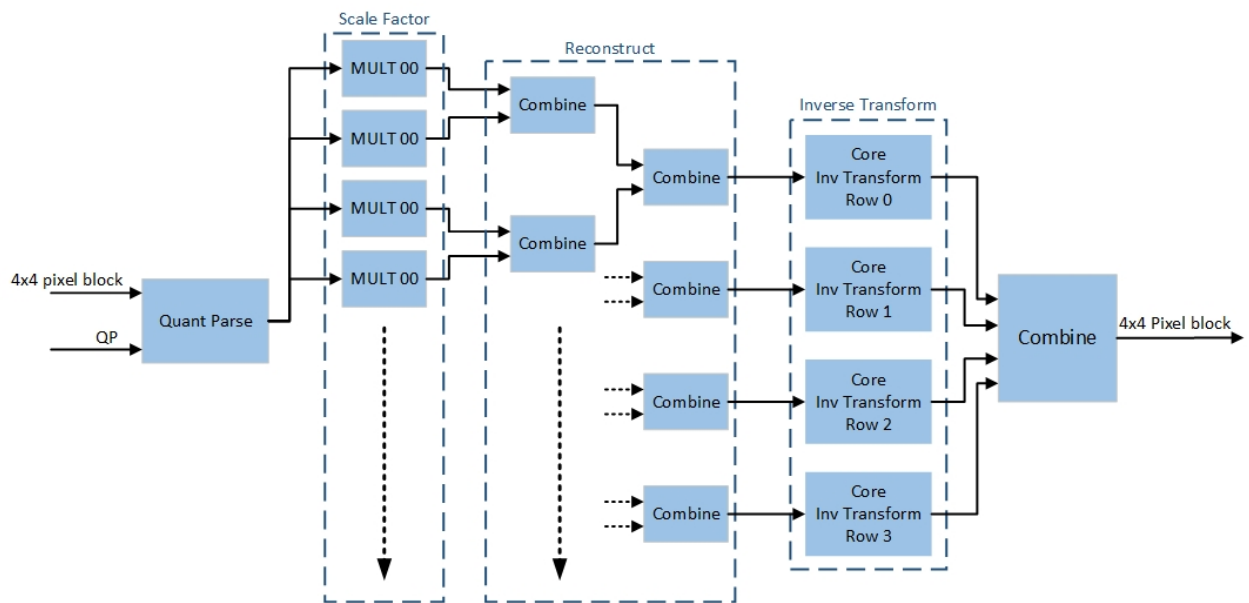 Scale Factor
MULT 00
MULT 00
MULT 00
MULT 00
Reconstruct
Combine
Combine
Combine
Combine
Combine
Combine
Inverse Transform
Core
Inv Transform
Row 0
Core
Inv Transform
Row 1
Core
Inv Transform
Row 2
Core
Inv Transform
Row 3
4x4 pixel block
QP
Quant Parse
Combine
4x4 Pixel block